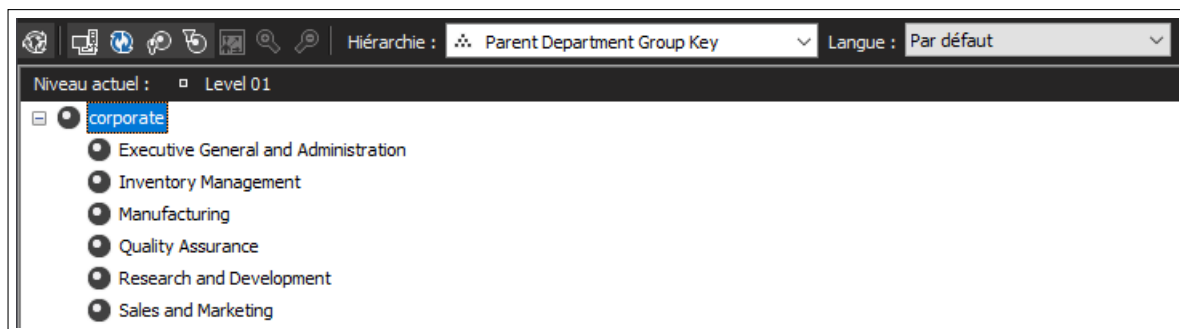 Hiérarchie : Parent Department Group Key Langue : Par défaut
Niveau actuel : Level 01
corporate
Executive General and Administration
Inventory Management
Manufacturing
Quality Assurance
Research and Development
Sales and Marketing